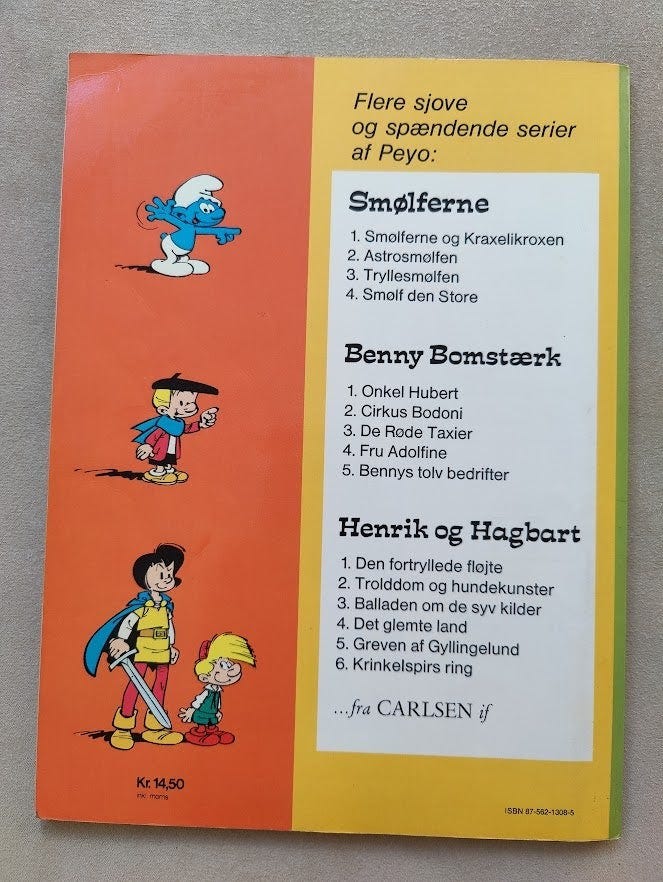 Flere sjove
og spændende serier
af Peyo:
Smølferne
1. Smølferne og Kraxelikroxen
2. Astrosmølfen
3. Tryllesmølfen
4. Smølf den Store
Benny Bomstærk
1. Onkel Hubert
2. Cirkus Bodoni
3. De Røde Taxier
4. Fru Adolfine
5. Bennys tolv bedrifter
Henrik og Hagbart
1. Den fortryllede fløjte
2. Trolddom og hundekunster
3. Balladen om de syv kilder
4. Det glemte land
5. Greven af Gyllingelund
6. Krinkelspirs ring
...fra CARLSEN if
Kr. 14,50
inkl. moms
ISBN 87-562-1308-5